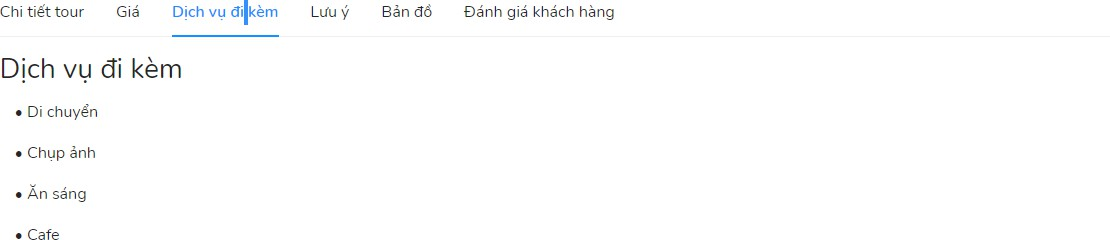 Chi tiết tour Giá Dịch vụ đi kèm Lưu ý Bản đồ Đánh giá khách hàng
Dịch vụ đi kèm
• Di chuyển
• Chụp ảnh
• Ăn sáng
• Cafe